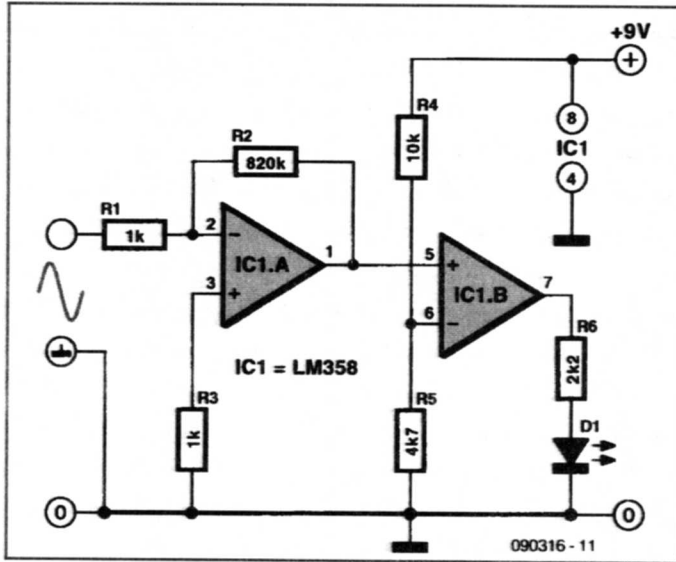 +9V
+
R4
10k
8
IC1
4
R2
820k
R1
1k
2
−
IC1.A
1
3
+
5
+
IC1.B
7
6
−
R6
2k2
IC1 = LM358
R3
1k
R5
4k7
D1
0
0
090316 - 11